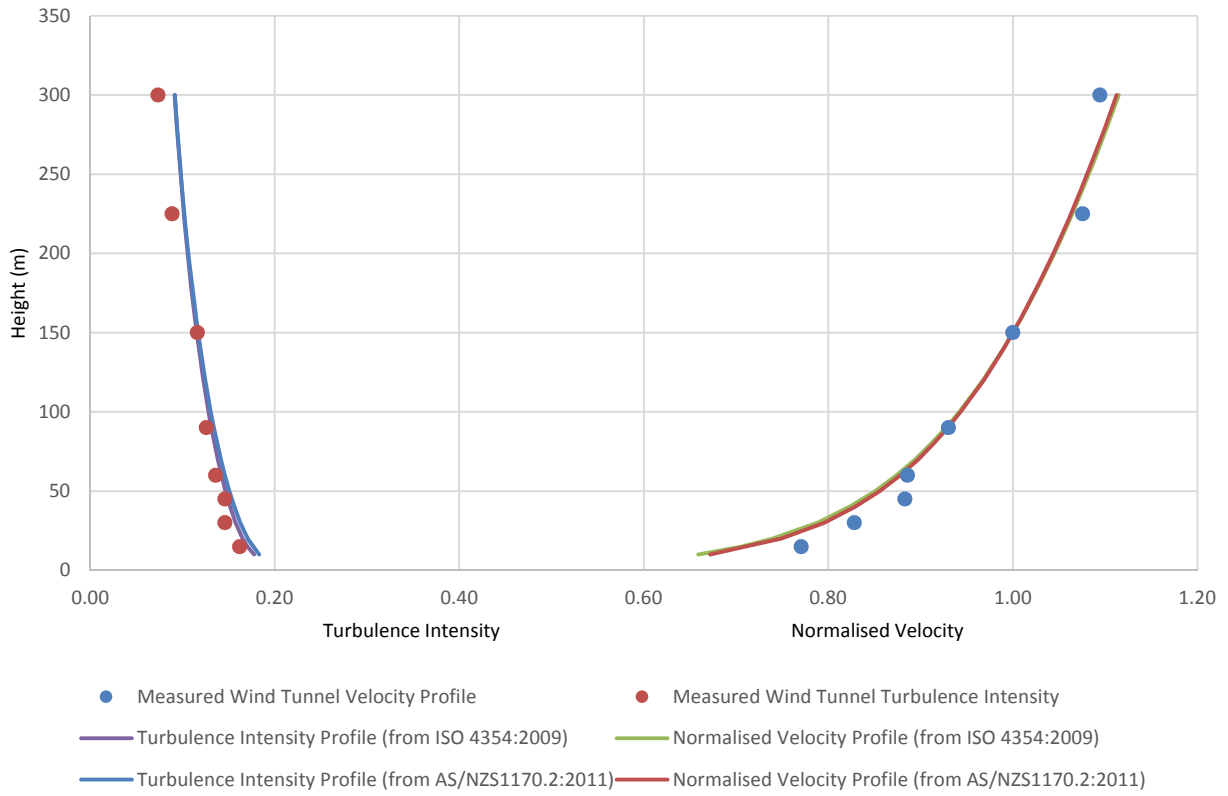 350
300
250
200
150
100
50
0
Height (m)
0.00 0.20 0.40 0.60 0.80 1.00 1.20
Turbulence Intensity Normalised Velocity
Measured Wind Tunnel Velocity Profile Measured Wind Tunnel Turbulence Intensity
Turbulence Intensity Profile (from ISO 4354:2009) Normalised Velocity Profile (from ISO 4354:2009)
Turbulence Intensity Profile (from AS/NZS1170.2:2011) Normalised Velocity Profile (from AS/NZS1170.2:2011)